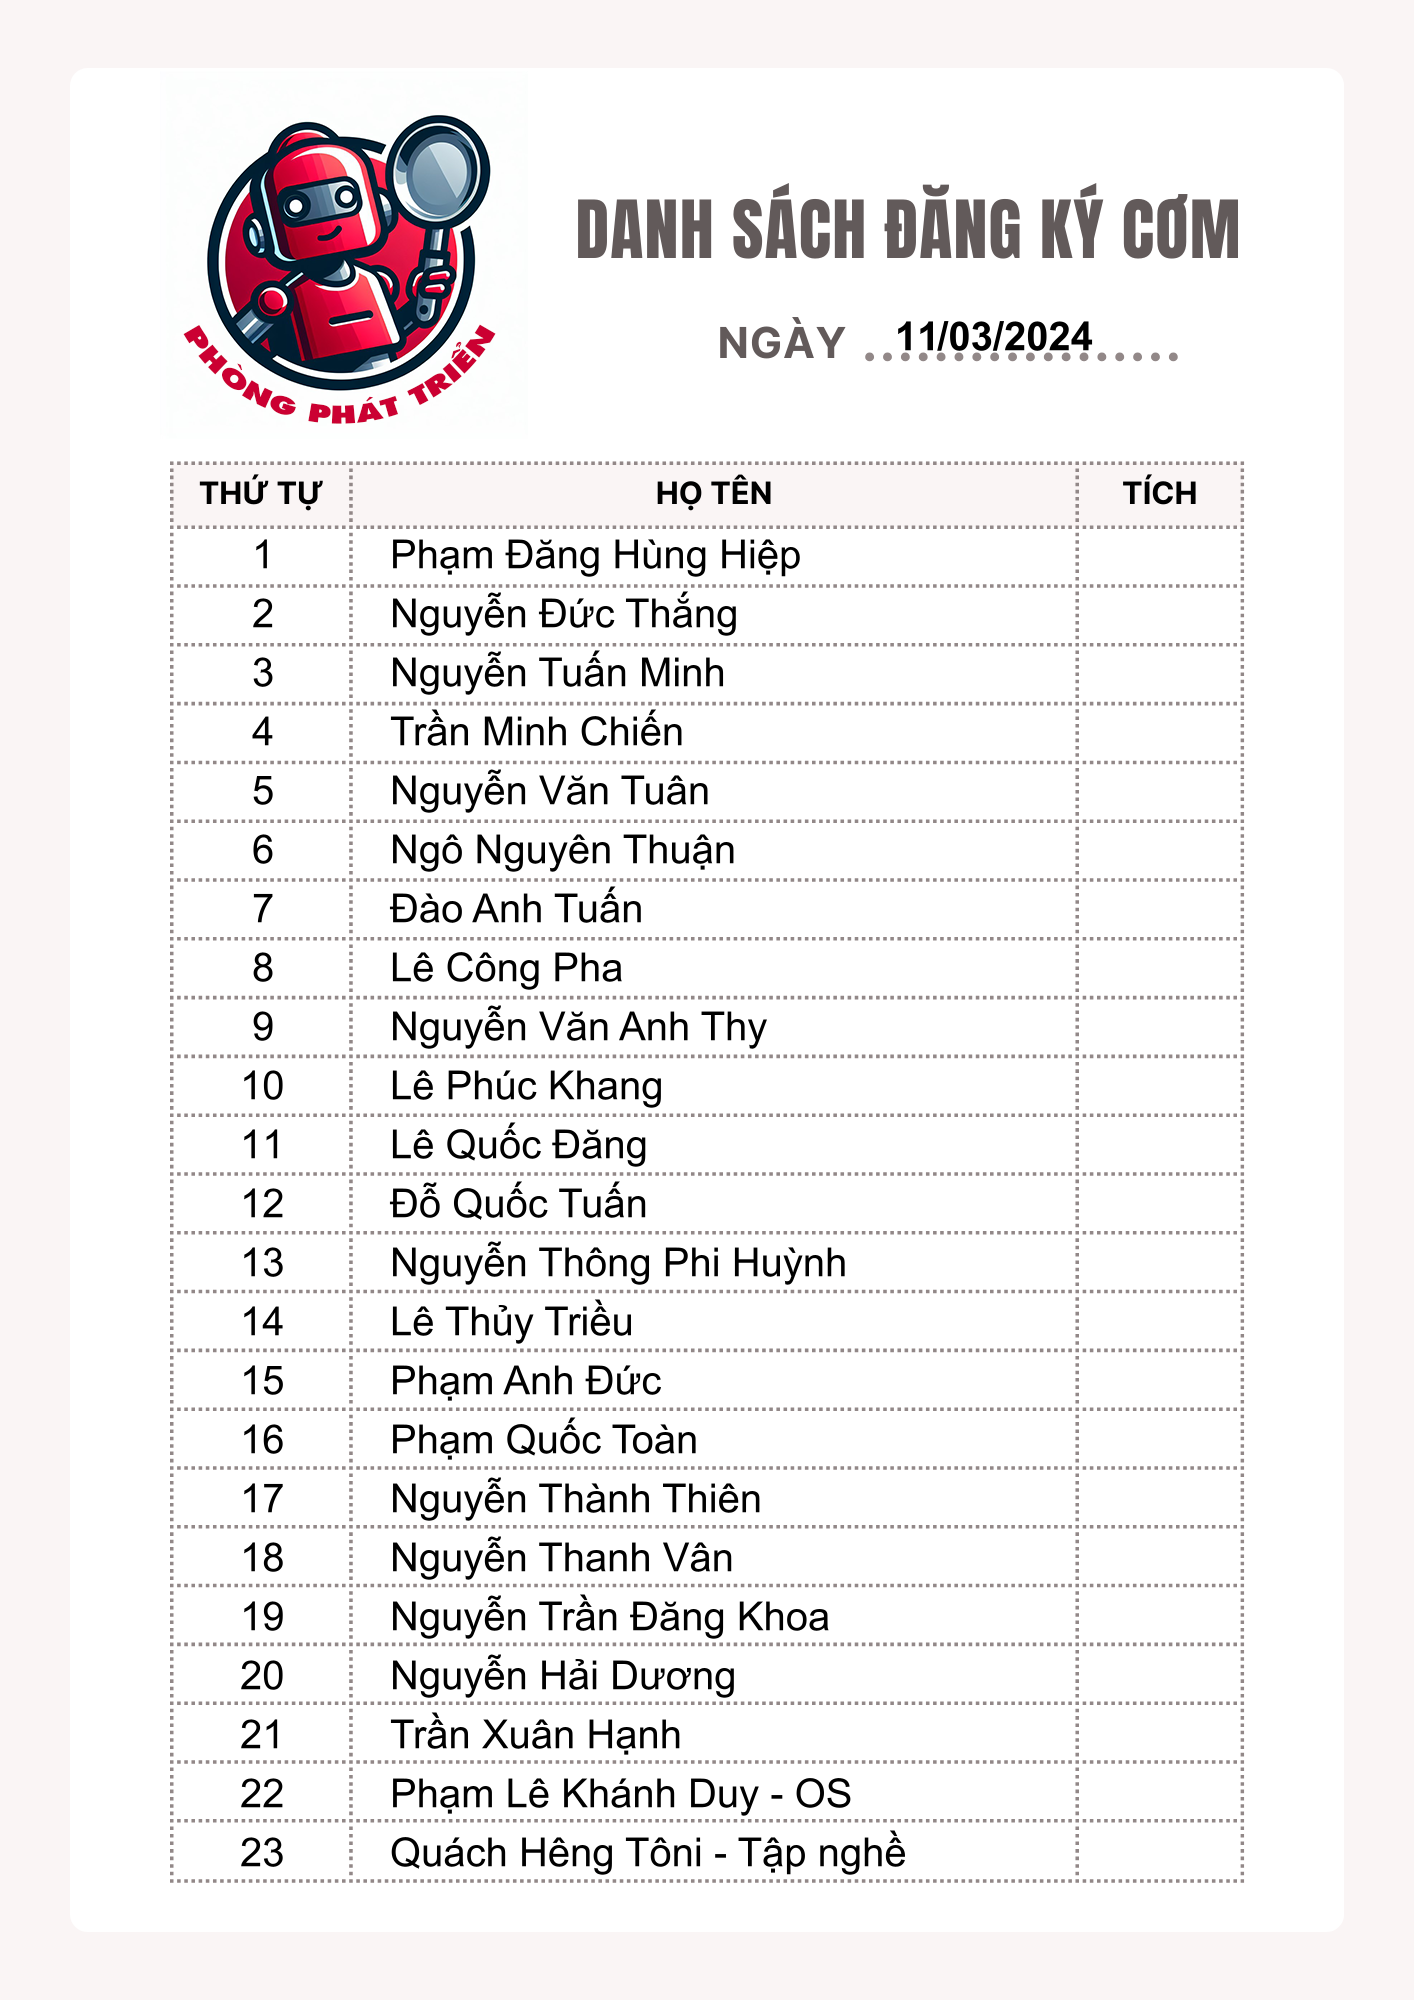 PHÒNG PHÁT TRIỂN
DANH SÁCH ĐĂNG KÝ CƠM
NGÀY 11/03/2024
THỨ TỰ HỌ TÊN TÍCH
1 Phạm Đăng Hùng Hiệp
2 Nguyễn Đức Thắng
3 Nguyễn Tuấn Minh
4 Trần Minh Chiến
5 Nguyễn Văn Tuân
6 Ngô Nguyên Thuận
7 Đào Anh Tuấn
8 Lê Công Pha
9 Nguyễn Văn Anh Thy
10 Lê Phúc Khang
11 Lê Quốc Đăng
12 Đỗ Quốc Tuấn
13 Nguyễn Thông Phi Huỳnh
14 Lê Thủy Triều
15 Phạm Anh Đức
16 Phạm Quốc Toàn
17 Nguyễn Thành Thiên
18 Nguyễn Thanh Vân
19 Nguyễn Trần Đăng Khoa
20 Nguyễn Hải Dương
21 Trần Xuân Hạnh
22 Phạm Lê Khánh Duy - OS
23 Quách Hêng Tôni - Tập nghề